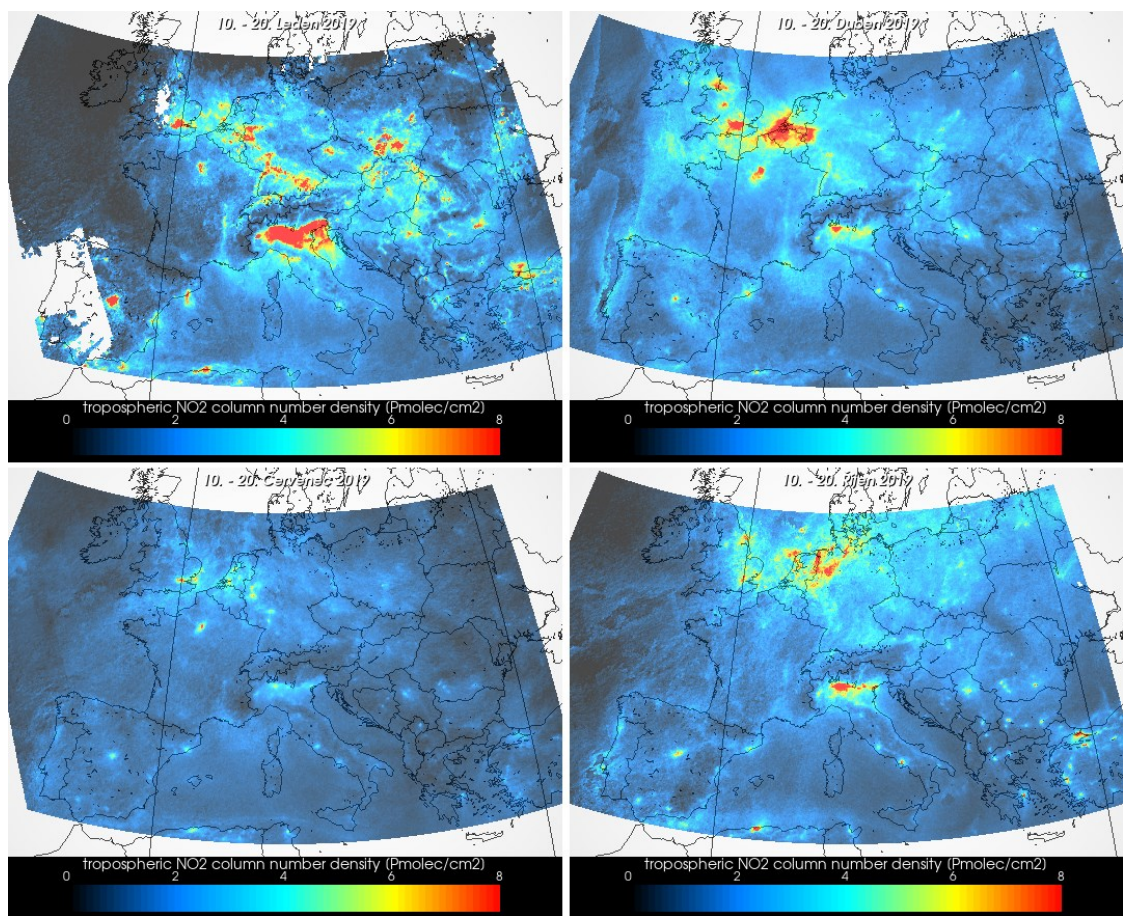 10. - 20. Leden 2019
10. - 20. Duben 2019
tropospheric NO2 column number density [Pmolec/cm2]
0 2 4 6 8
tropospheric NO2 column number density [Pmolec/cm2]
0 2 4 6 8
10. - 20. Červenec 2019
10. - 20. Říjen 2019
tropospheric NO2 column number density [Pmolec/cm2]
0 2 4 6 8
tropospheric NO2 column number density [Pmolec/cm2]
0 2 4 6 8